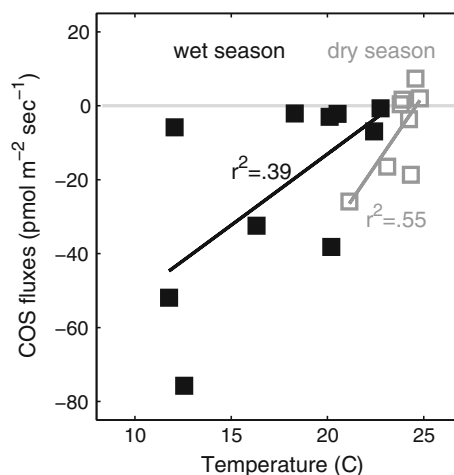 wet season dry season
20
0
−20
−40
−60
−80
COS fluxes (pmol m⁻² sec⁻¹)
r²=.39
r²=.55
10 15 20 25
Temperature (C)